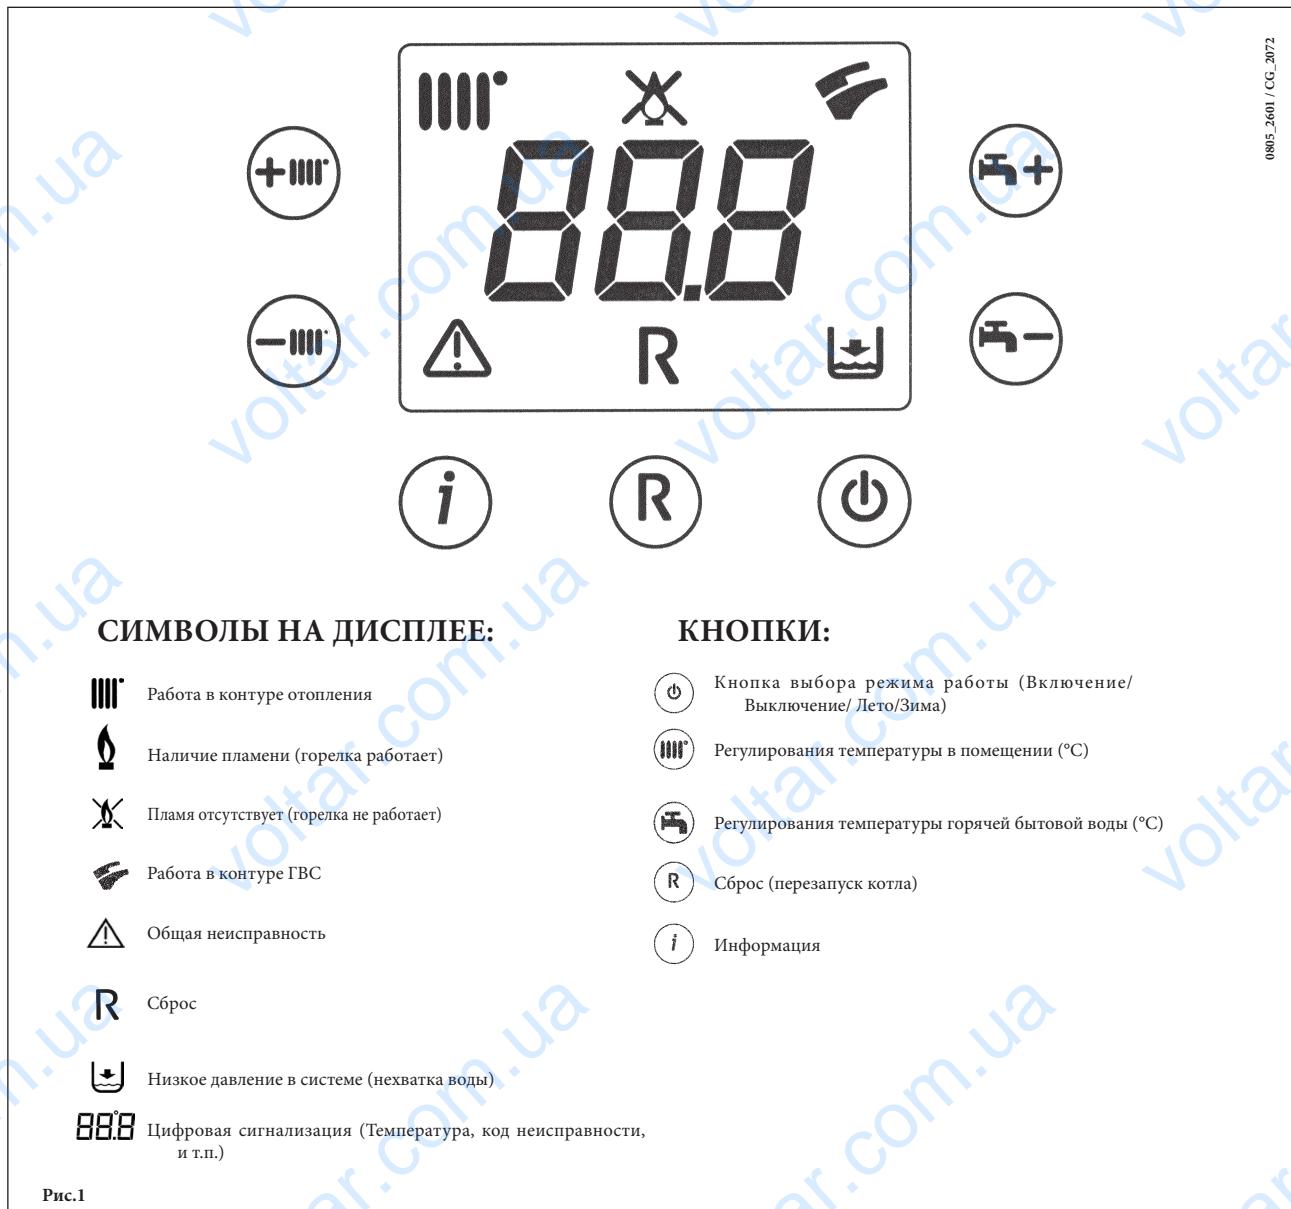 0805_2601 / CG_2072
88.8
R
i
R
СИМВОЛЫ НА ДИСПЛЕЕ:
Работа в контуре отопления
Наличие пламени (горелка работает)
Пламя отсутствует (горелка не работает)
Работа в контуре ГВС
Общая неисправность
R
Сброс
Низкое давление в системе (нехватка воды)
88.8
Цифровая сигнализация (Температура, код неисправности,
и т.п.)
КНОПКИ:
Кнопка выбора режима работы (Включение/
Выключение/ Лето/Зима)
Регулирования температуры в помещении (°C)
Регулирования температуры горячей бытовой воды (°C)
R
Сброс (перезапуск котла)
i
Информация
Рис.1
voltar.com.ua